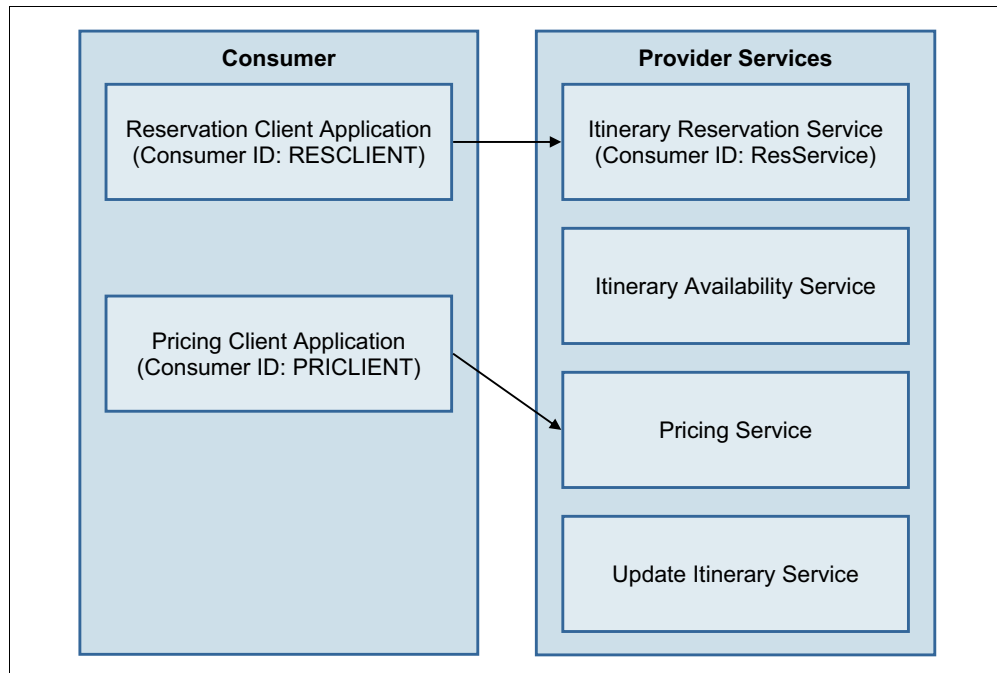 Consumer
Reservation Client Application
(Consumer ID: RESCLIENT)
Pricing Client Application
(Consumer ID: PRICLIENT)
Provider Services
Itinerary Reservation Service
(Consumer ID: ResService)
Itinerary Availability Service
Pricing Service
Update Itinerary Service